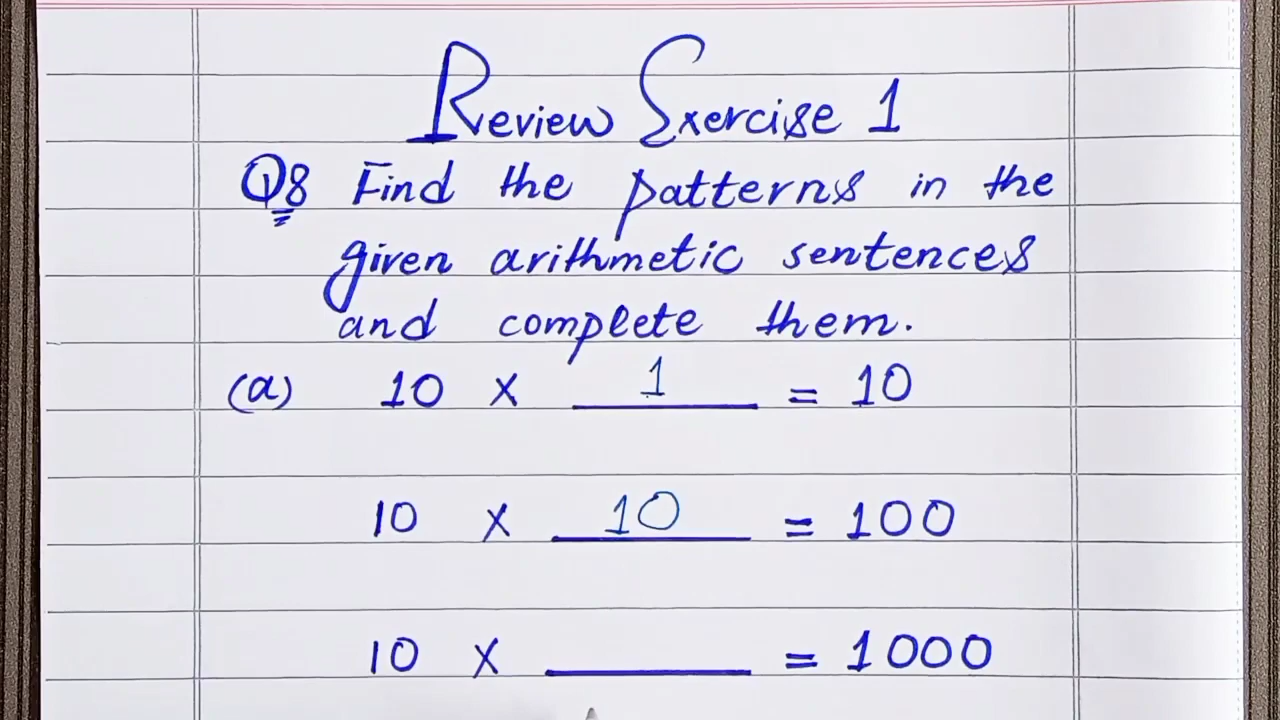 Review Exercise 1
Q8 Find the patterns in the
given arithmetic sentences
and complete them.
(a) 10 × 1 = 10
10 × 10 = 100
10 × ____ = 1000